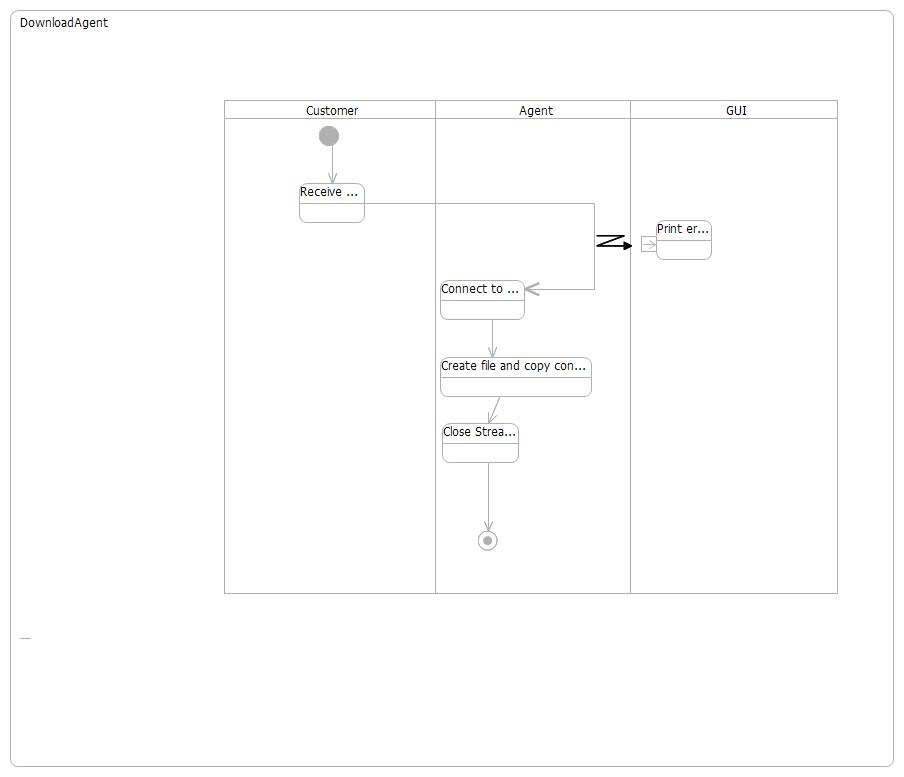 DownloadAgent
Customer
Agent
GUI
Receive ...
Print er...
Connect to ...
Create file and copy con...
Close Strea...